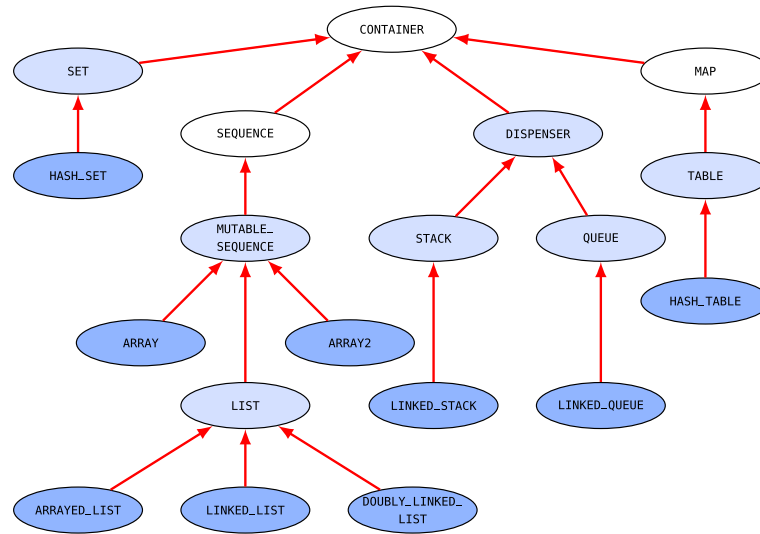 CONTAINER
SET
MAP
SEQUENCE
DISPENSER
HASH_SET
TABLE
MUTABLE_
SEQUENCE
STACK
QUEUE
HASH_TABLE
ARRAY
ARRAY2
LIST
LINKED_STACK
LINKED_QUEUE
ARRAYED_LIST
LINKED_LIST
DOUBLY_LINKED_
LIST